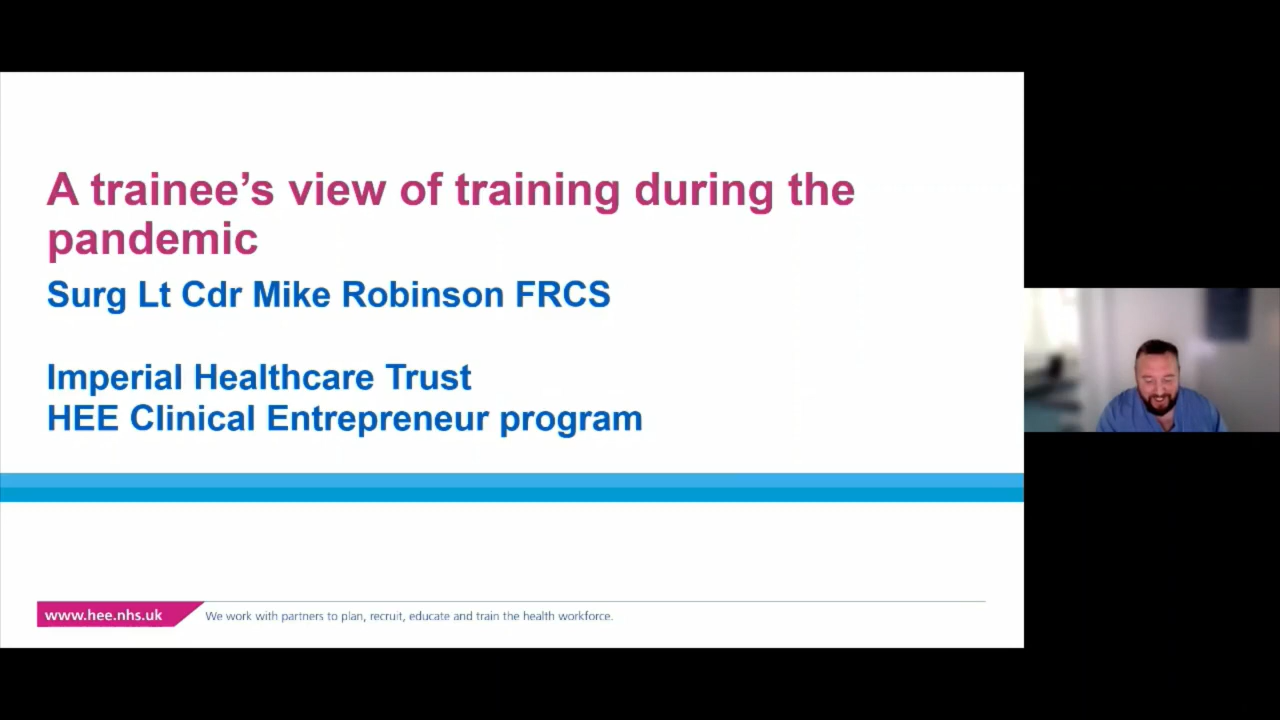 A trainee’s view of training during the
pandemic
Surg Lt Cdr Mike Robinson FRCS
Imperial Healthcare Trust
HEE Clinical Entrepreneur program
www.hee.nhs.uk
We work with partners to plan, recruit, educate and train the health workforce.